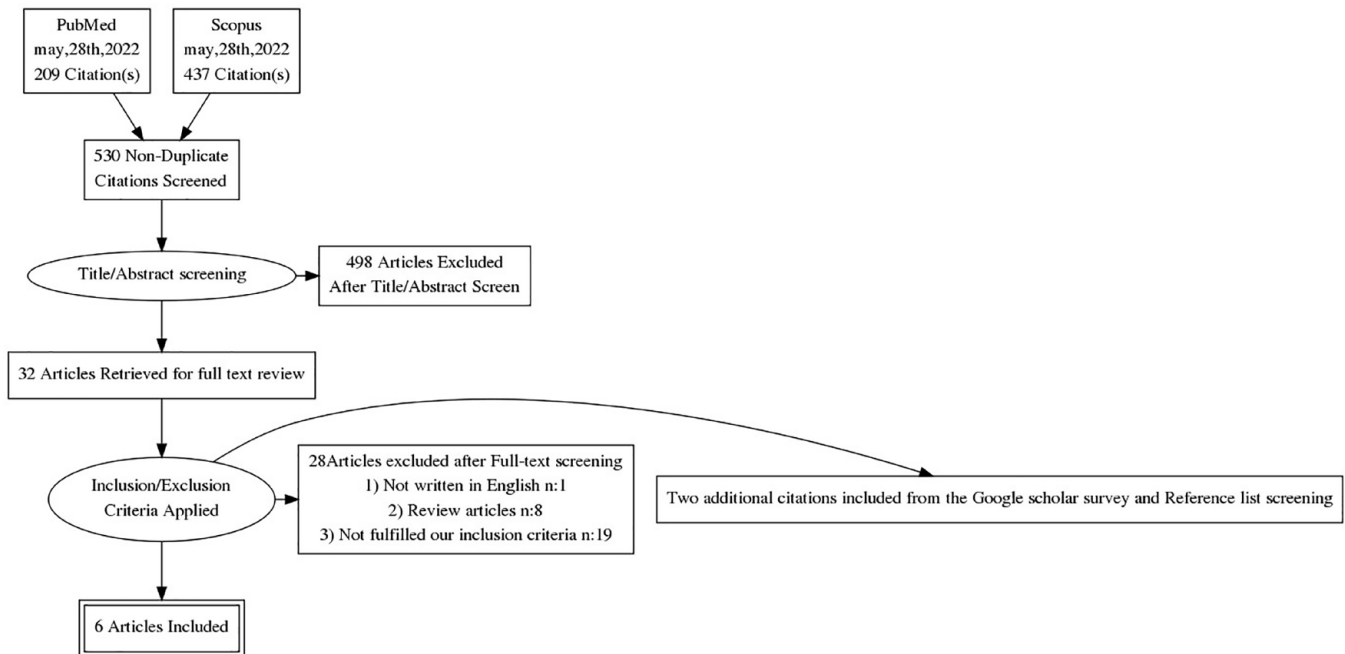 PubMed
may,28th,2022
209 Citation(s)
Scopus
may,28th,2022
437 Citation(s)
530 Non-Duplicate
Citations Screened
Title/Abstract screening
498 Articles Excluded
After Title/Abstract Screen
32 Articles Retrieved for full text review
Inclusion/Exclusion
Criteria Applied
28Articles excluded after Full-text screening
1) Not written in English n:1
2) Review articles n:8
3) Not fulfilled our inclusion criteria n:19
Two additional citations included from the Google scholar survey and Reference list screening
6 Articles Included